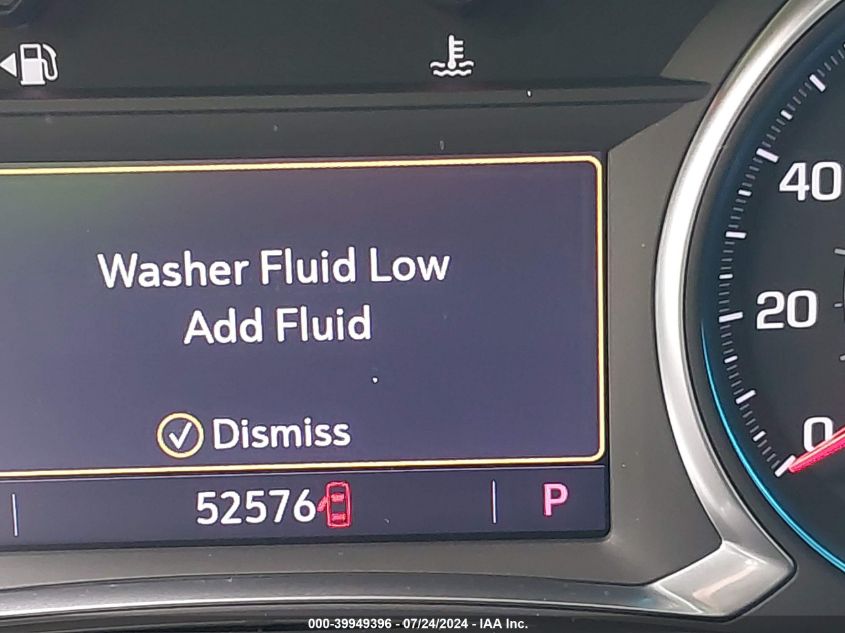 Washer Fluid Low
Add Fluid
Dismiss
52576
P
40
20
0
000-39949396 - 07/24/2024 - IAA Inc.